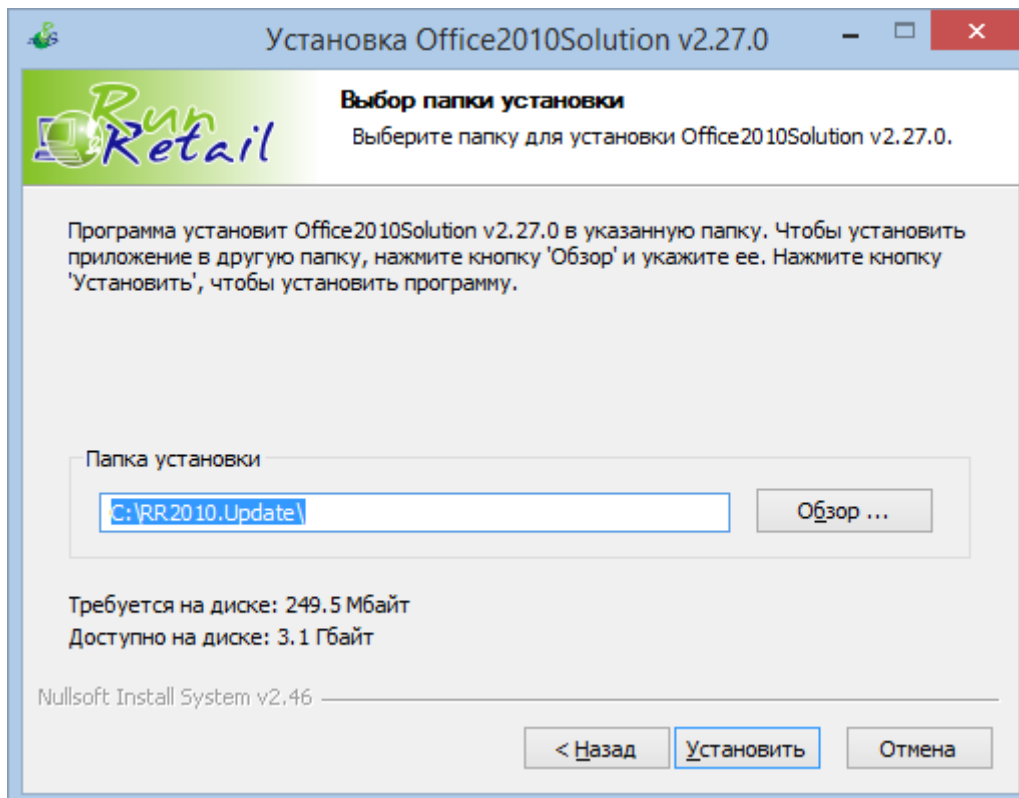 Установка Office2010Solution v2.27.0
Run
Retail
Выбор папки установки
Выберите папку для установки Office2010Solution v2.27.0.
Программа установит Office2010Solution v2.27.0 в указанную папку. Чтобы установить
приложение в другую папку, нажмите кнопку 'Обзор' и укажите ее. Нажмите кнопку
'Установить', чтобы установить программу.
Папка установки
C:\RR2010.Update\
Обзор ...
Требуется на диске: 249.5 Мбайт
Доступно на диске: 3.1 Гбайт
Nullsoft Install System v2.46
< Назад
Установить
Отмена